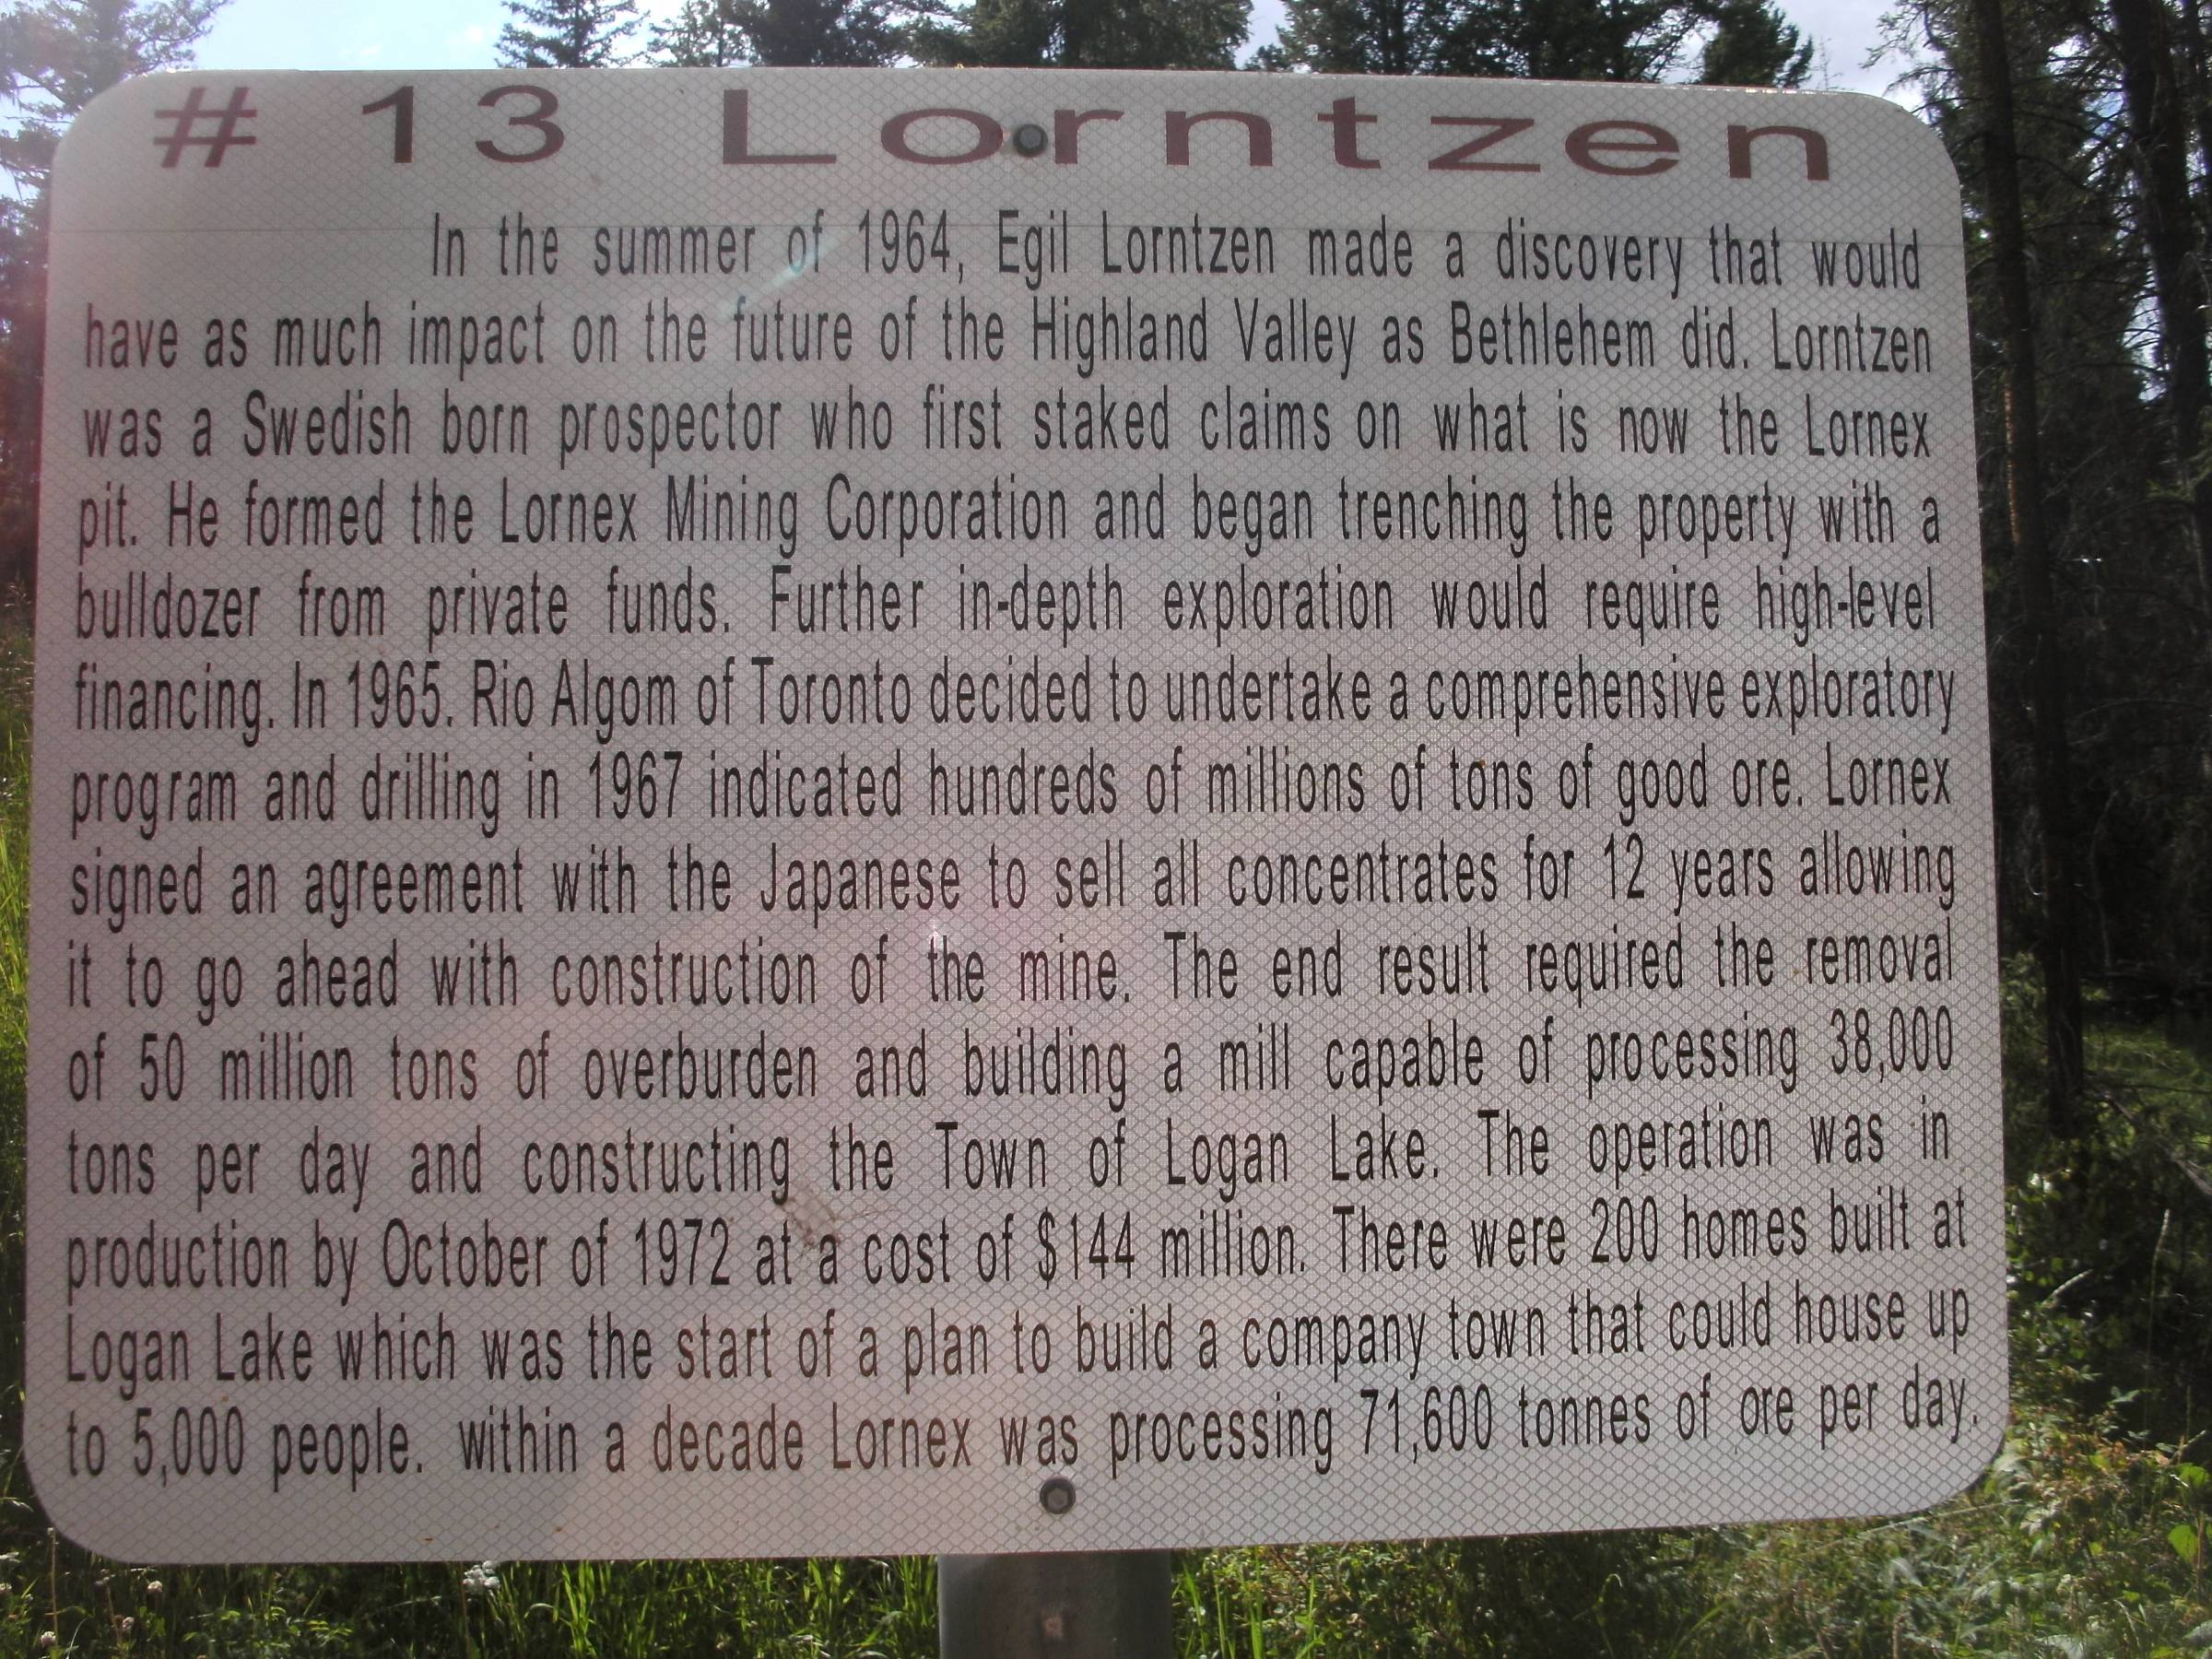 # 13 Lorntzen
In the summer of 1964, Egil Lorntzen made a discovery that would
have as much impact on the future of the Highland Valley as Bethlehem did. Lorntzen
was a Swedish born prospector who first staked claims on what is now the Lornex
pit. He formed the Lornex Mining Corporation and began trenching the property with a
bulldozer from private funds. Further in-depth exploration would require high-level
financing. In 1965. Rio Algom of Toronto decided to undertake a comprehensive exploratory
program and drilling in 1967 indicated hundreds of millions of tons of good ore. Lornex
signed an agreement with the Japanese to sell all concentrates for 12 years allowing
it to go ahead with construction of the mine. The end result required the removal
of 50 million tons of overburden and building a mill capable of processing 38,000
tons per day and constructing the Town of Logan Lake. The operation was in
production by October of 1972 at a cost of $144 million. There were 200 homes built at
Logan Lake which was the start of a plan to build a company town that could house up
to 5,000 people. within a decade Lornex was processing 71,600 tonnes of ore per day.